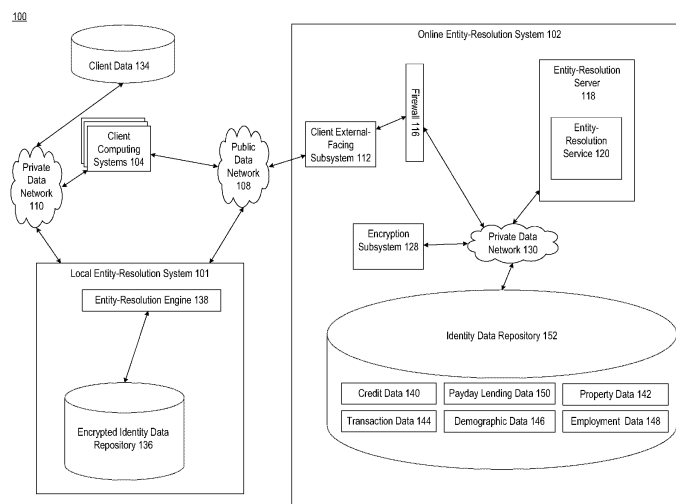 100
Client Data 134
Client
Computing
Systems 104
Private
Data
Network
110
Public
Data
Network
108
Local Entity-Resolution System 101
Entity-Resolution Engine 138
Encrypted Identity Data
Repository 136
Online Entity-Resolution System 102
Client External-
Facing
Subsystem 112
Firewall 116
Entity-Resolution
Server
118
Entity-
Resolution
Service 120
Encryption
Subsystem 128
Private Data
Network 130
Identity Data Repository 152
Credit Data 140
Payday Lending Data 150
Property Data 142
Transaction Data 144
Demographic Data 146
Employment Data 148